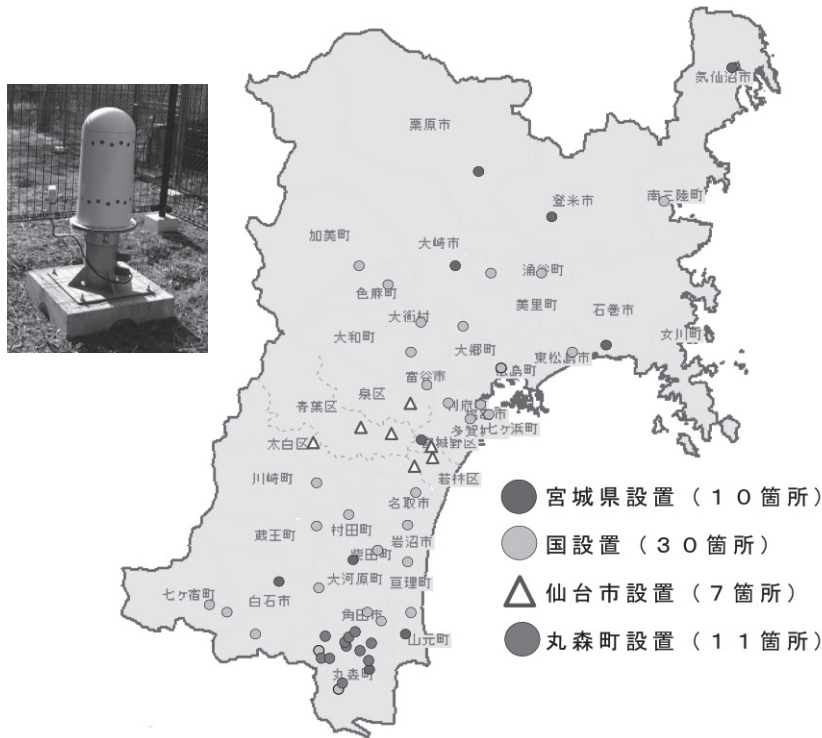 気仙沼市
栗原市
南三陸町
登米市
加美町
大崎市
涌谷町
色麻町
美里町
大衡村
石巻市
女川町
大和町
大郷町
東松島市
松島町
富谷市
泉区
青葉区
利府町
七ヶ浜町
宮城野区
太白区
若林区
川崎町
名取市
蔵王町
村田町
岩沼市
柴田町
大河原町
亘理町
七ヶ宿町
白石市
角田市
山元町
丸森町
宮城県設置（10箇所）
国設置（30箇所）
仙台市設置（7箇所）
丸森町設置（11箇所）